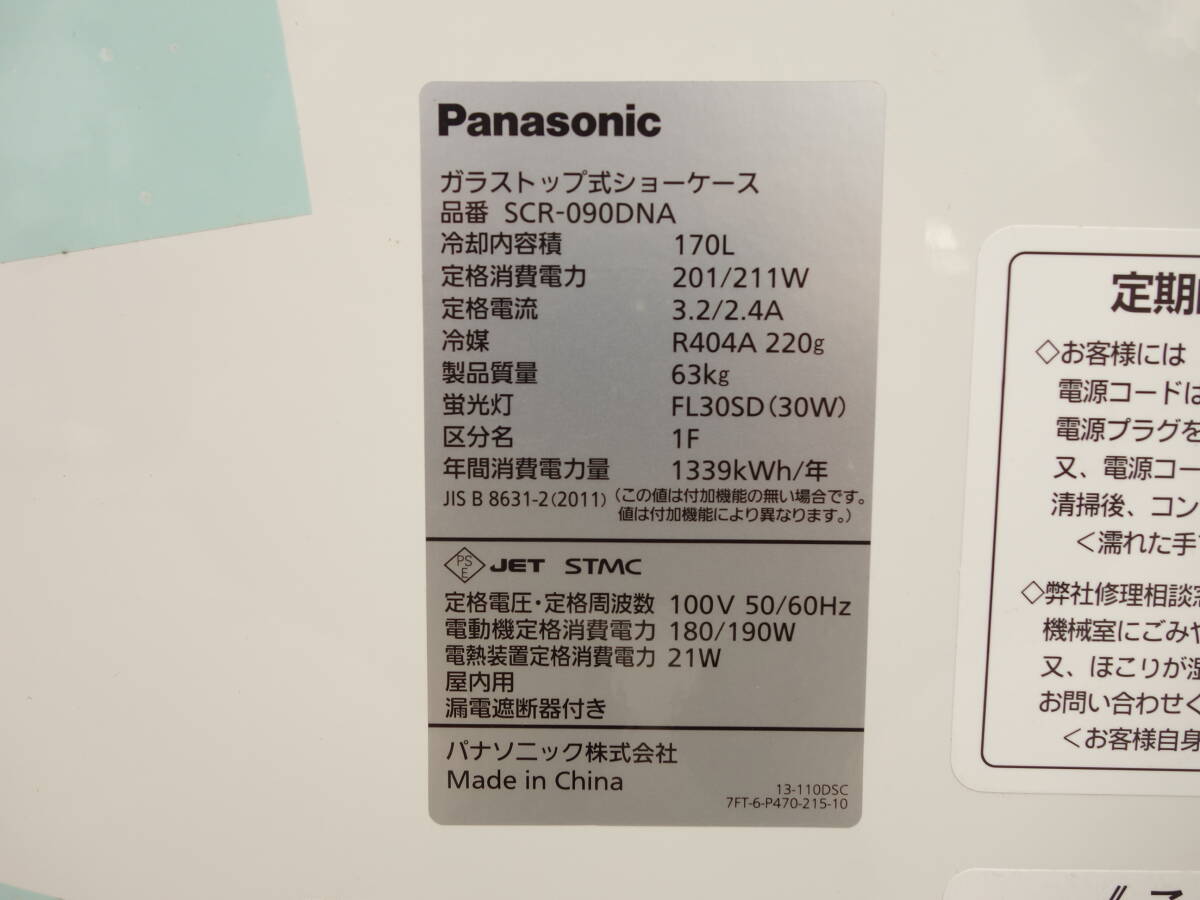 Panasonic
ガラストップ式ショーケース
品番 SCR-090DNA
冷却内容積 170L
定格消費電力 201/211W
定格電流 3.2/2.4A
冷媒 R404A 220g
製品質量 63kg
蛍光灯 FL30SD(30W)
区分名 1F
年間消費電力量 1339kWh/年
JIS B 8631-2(2011) (この値は付加機能の無い場合です。
値は付加機能により異なります。)
PS
E
JET STMC
定格電圧・定格周波数 100V 50/60Hz
電動機定格消費電力 180/190W
電熱装置定格消費電力 21W
屋内用
漏電遮断器付き
パナソニック株式会社
Made in China
13-110DSC
7FT-6-P470-215-10
定期
◇お客様には
電源コードは
電源プラグを
又、電源コー
清掃後、コン
<濡れた手
◇弊社修理相談
機械室にごみや
又、ほこりが
お問い合わせく
<お客様自身